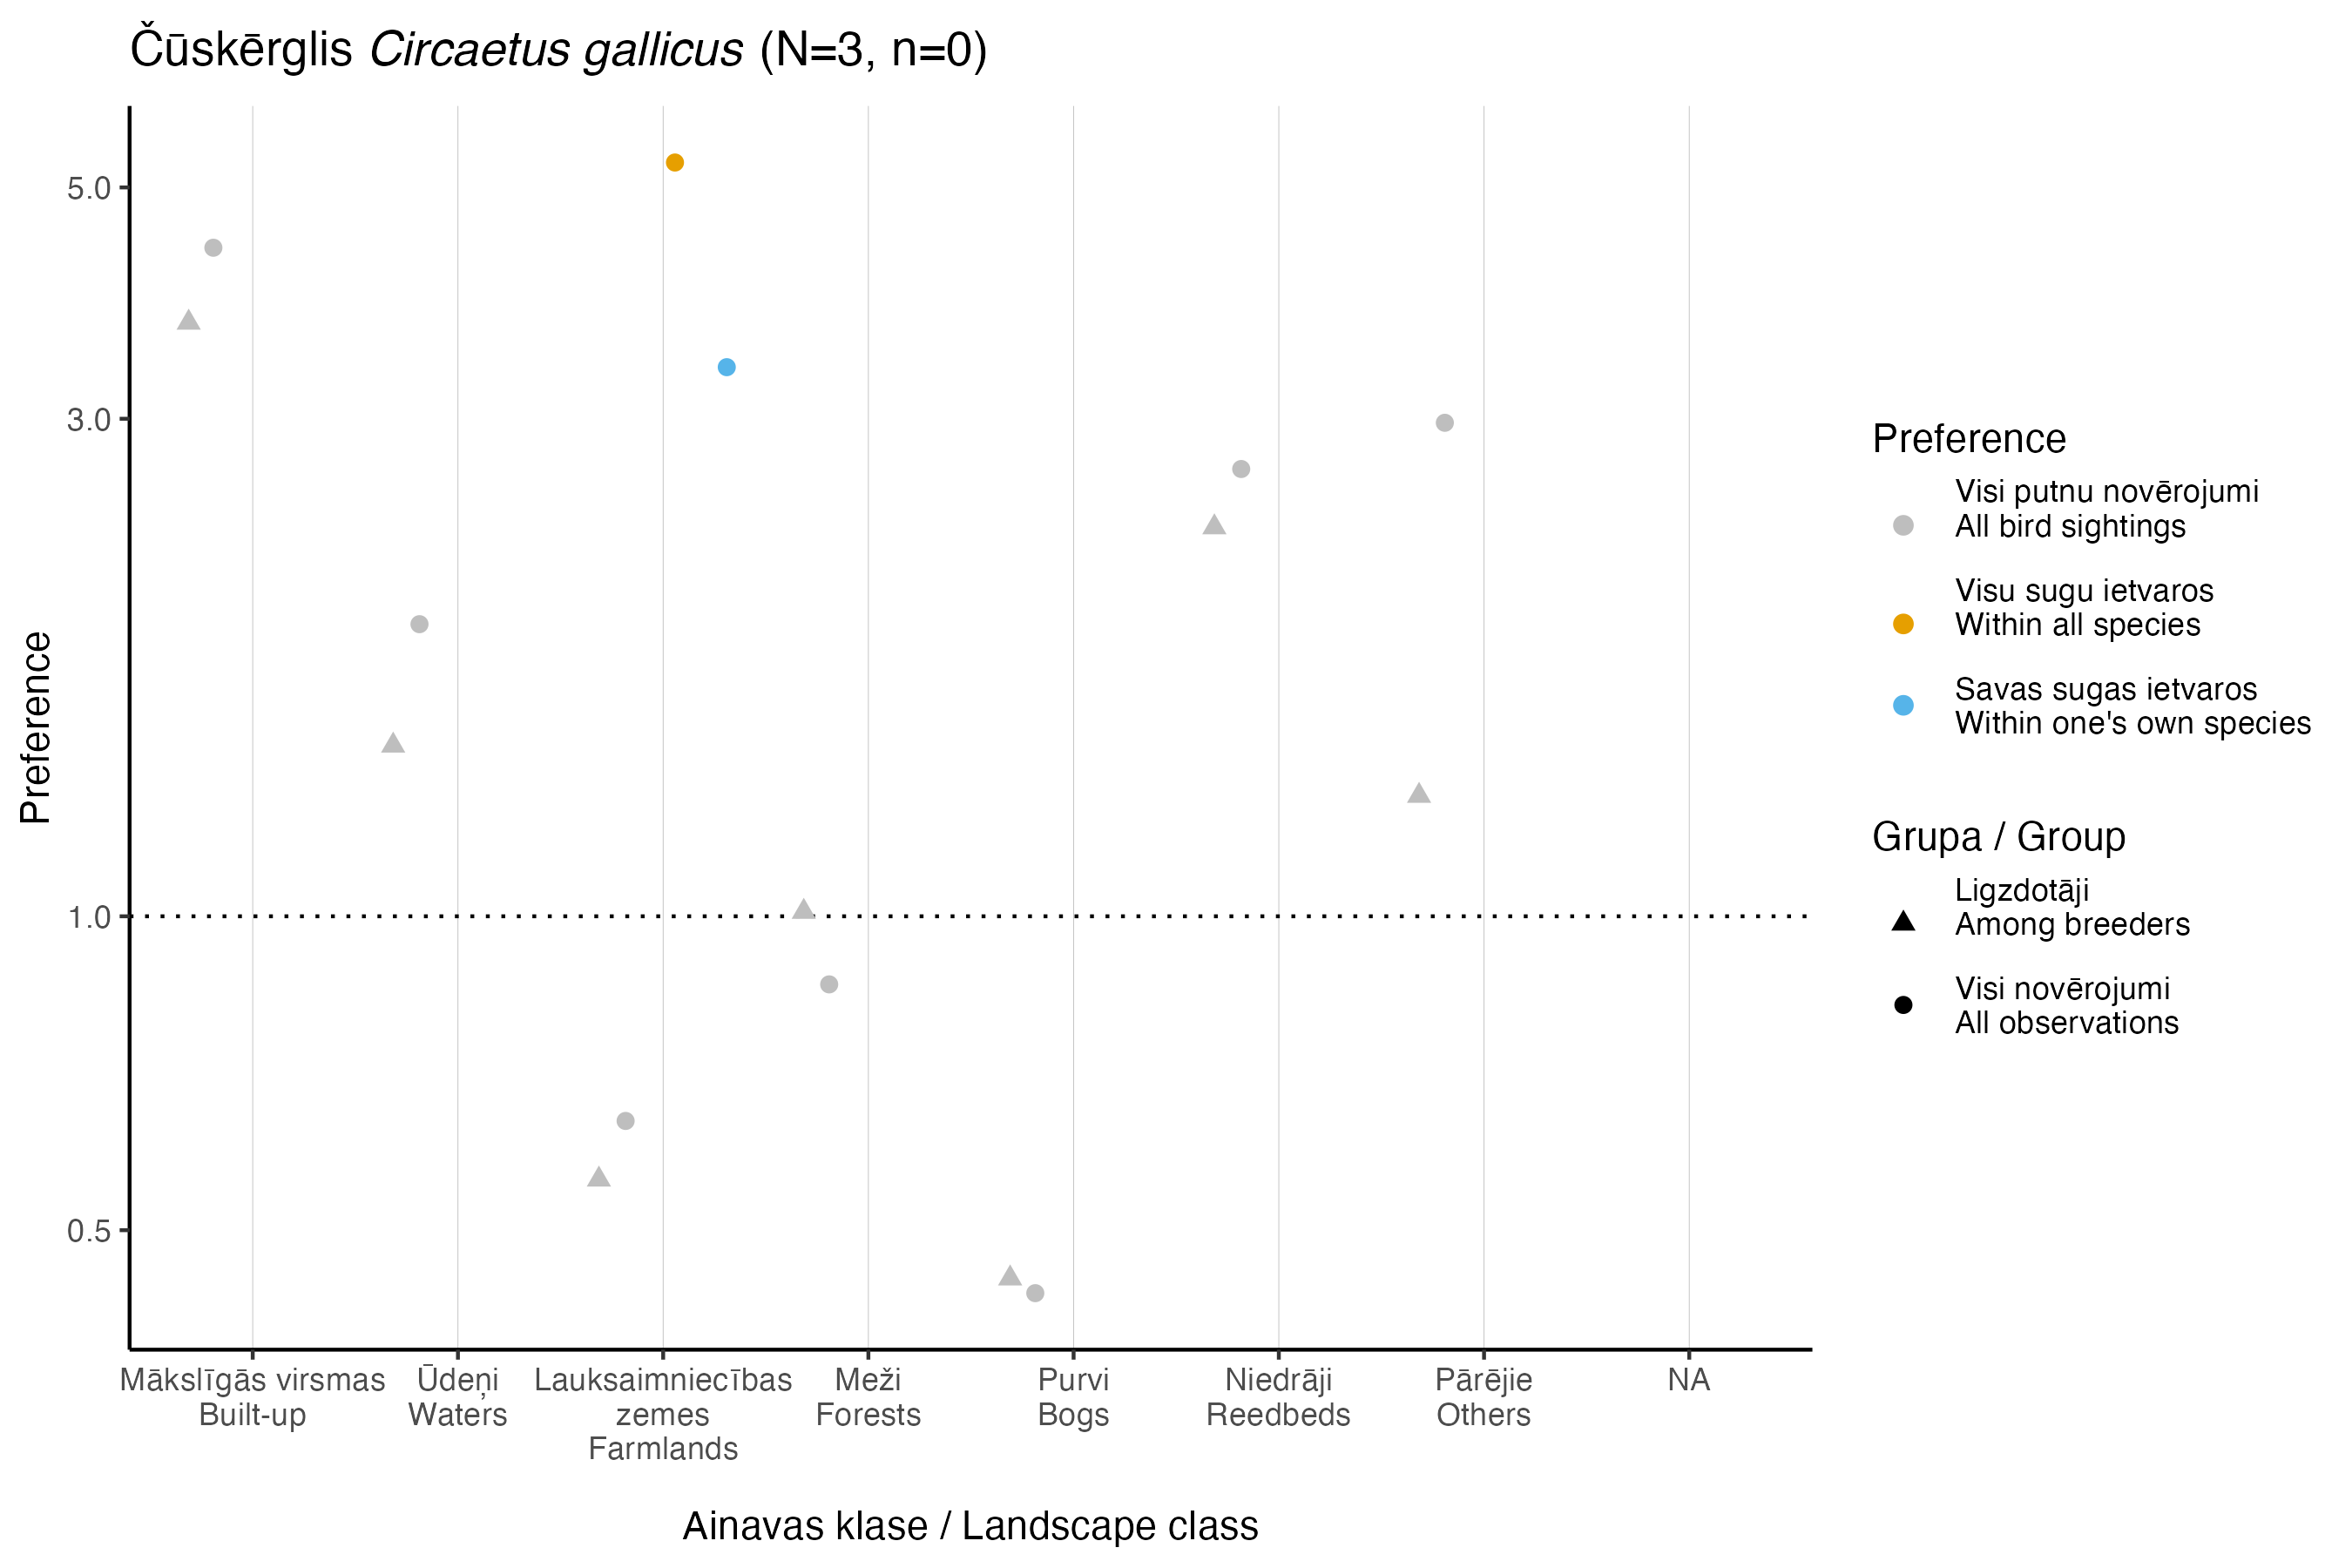 Čūskērglis Circaetus gallicus (N=3, n=0)
Preference
5.0
3.0
1.0
0.5
Mākslīgās virsmas
Built-up
Ūdeņi
Waters
Lauksaimniecības
zemes
Farmlands
Meži
Forests
Purvi
Bogs
Niedrāji
Reedbeds
Pārējie
Others
NA
Ainavas klase / Landscape class
Preference
Visi putnu novērojumi
All bird sightings
Visu sugu ietvaros
Within all species
Savas sugas ietvaros
Within one's own species
Grupa / Group
Ligzdotāji
Among breeders
Visi novērojumi
All observations